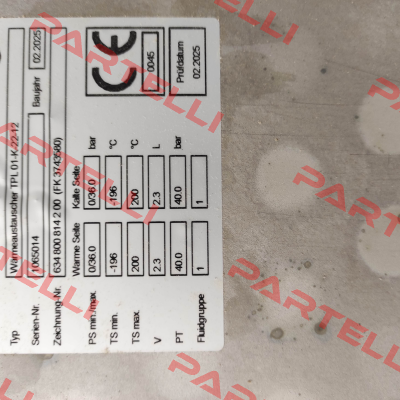 Typ Wärmeaustauscher TPL 01-K-22-12
Serien-Nr. 1065014 Baujahr 02.2025
Zeichnung-Nr. 634 800 814 2 00 (FK 3743580)
Warme Seite Kalte Seite
PS min./max. 0/36.0 0/36.0 bar
TS min. -196 -196 °C
TS max. 200 200 °C
V 2.3 2.3 L
PT 40.0 40.0 bar
Fluidgruppe 1 1
CE 0045
Prüfdatum
02.2025
PARTELLI
PARTELLI
PARTELLI
PARTELLI
PARTELLI